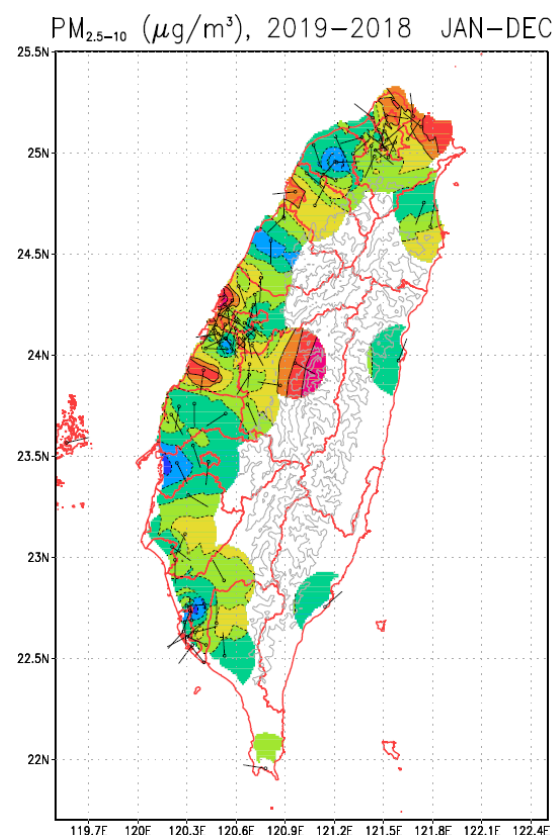 PM₂.₅₋₁₀ (μg/m³), 2019-2018 JAN-DEC
25.5N
25N
24.5N
24N
23.5N
23N
22.5N
22N
119.7E 120E 120.3E 120.6E 120.9E 121.2E 121.5E 121.8E 122.1E 122.4E